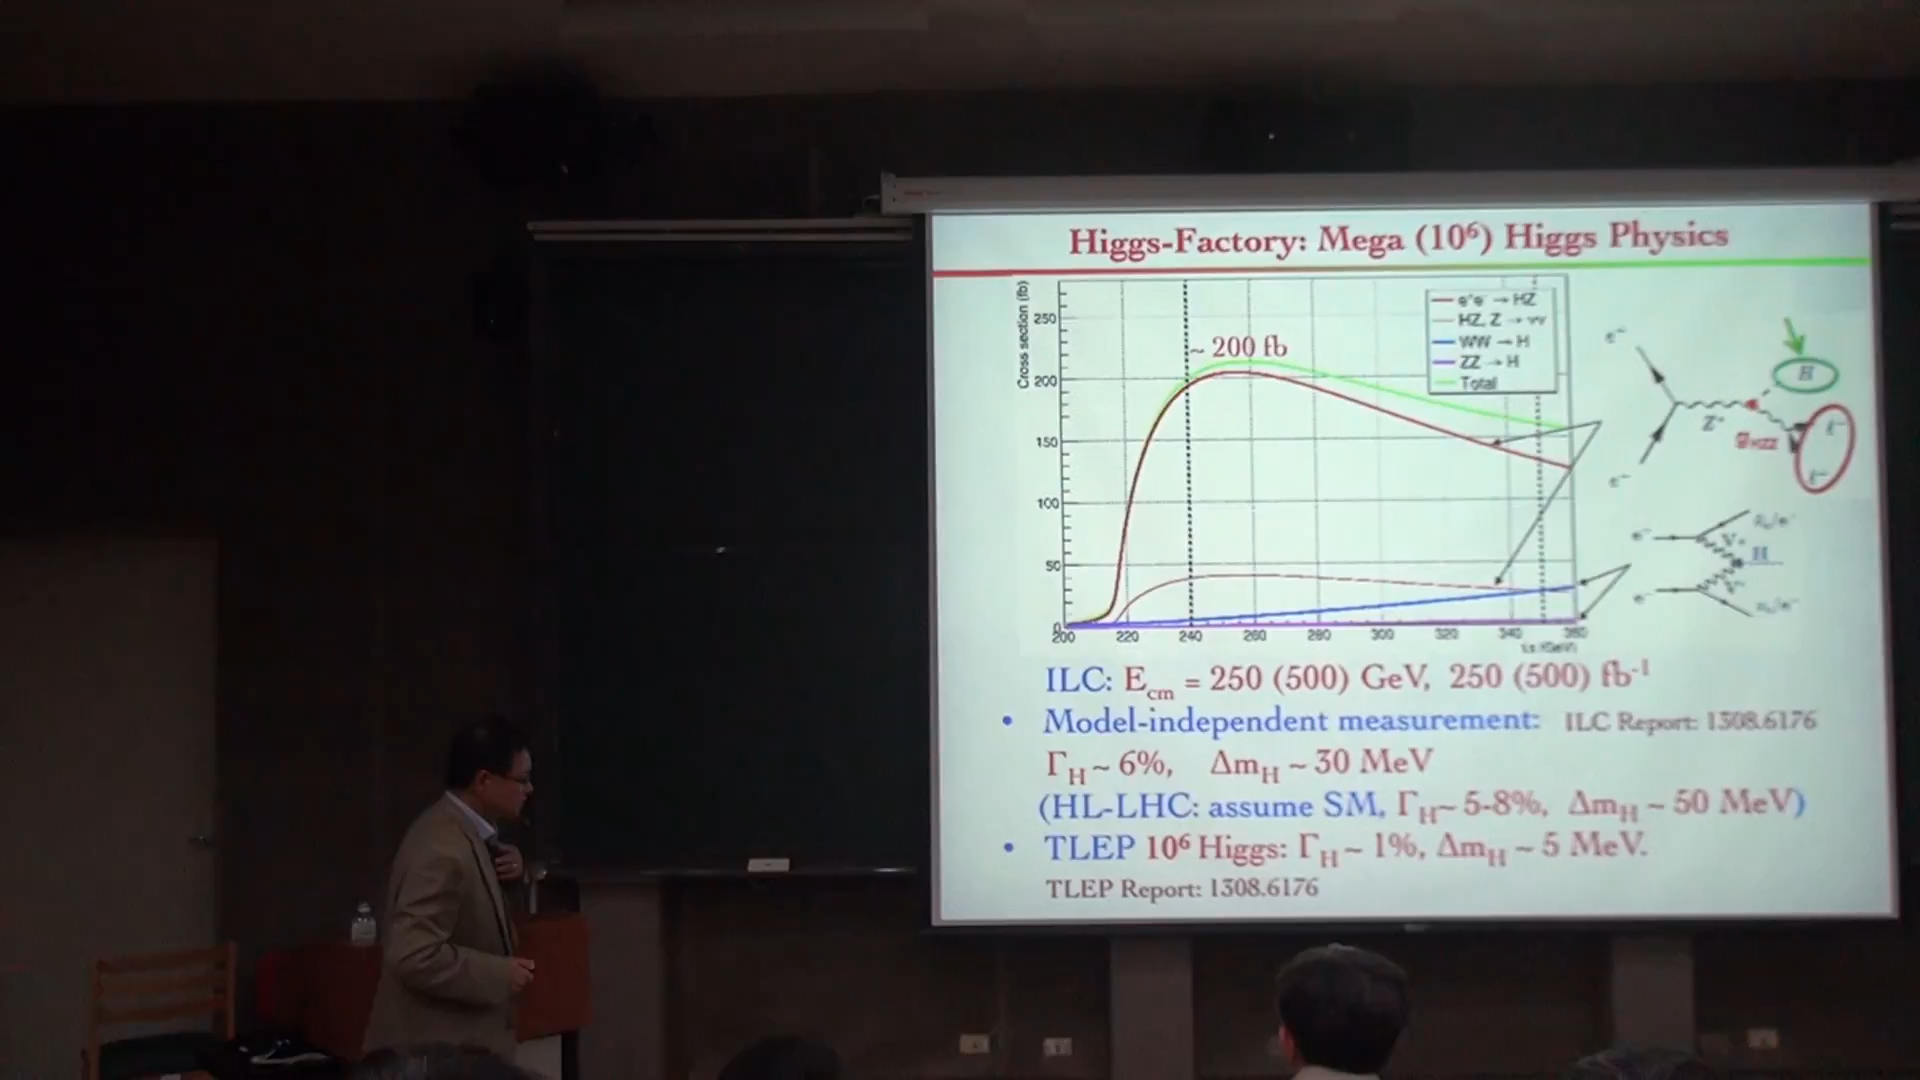 Higgs-Factory: Mega (10⁶) Higgs Physics
Cross section (fb)
250
200
150
100
50
0
200 220 240 260 280 300 320 340 360
~ 200 fb
HZ
HZ, Z →
WW → H
ZZ → H
Total
e⁻
e⁻
Z*
H
g_HZZ
e⁻
e⁻
H
ILC: E_cm = 250 (500) GeV, 250 (500) fb⁻¹
• Model-independent measurement: ILC Report: 1308.6176
Γ_H ~ 6%, Δm_H ~ 30 MeV
(HL-LHC: assume SM, Γ_H ~ 5-8%, Δm_H ~ 50 MeV)
• TLEP 10⁶ Higgs: Γ_H ~ 1%, Δm_H ~ 5 MeV.
TLEP Report: 1308.6176